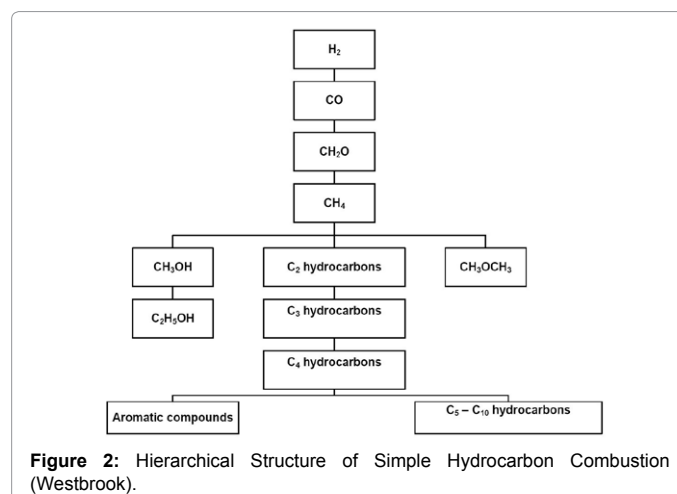 H₂
CO
CH₂O
CH₄
CH₃OH
C₂ hydrocarbons
CH₃OCH₃
C₂H₅OH
C₃ hydrocarbons
C₄ hydrocarbons
Aromatic compounds
C₅ – C₁₀ hydrocarbons
Figure 2: Hierarchical Structure of Simple Hydrocarbon Combustion
(Westbrook).